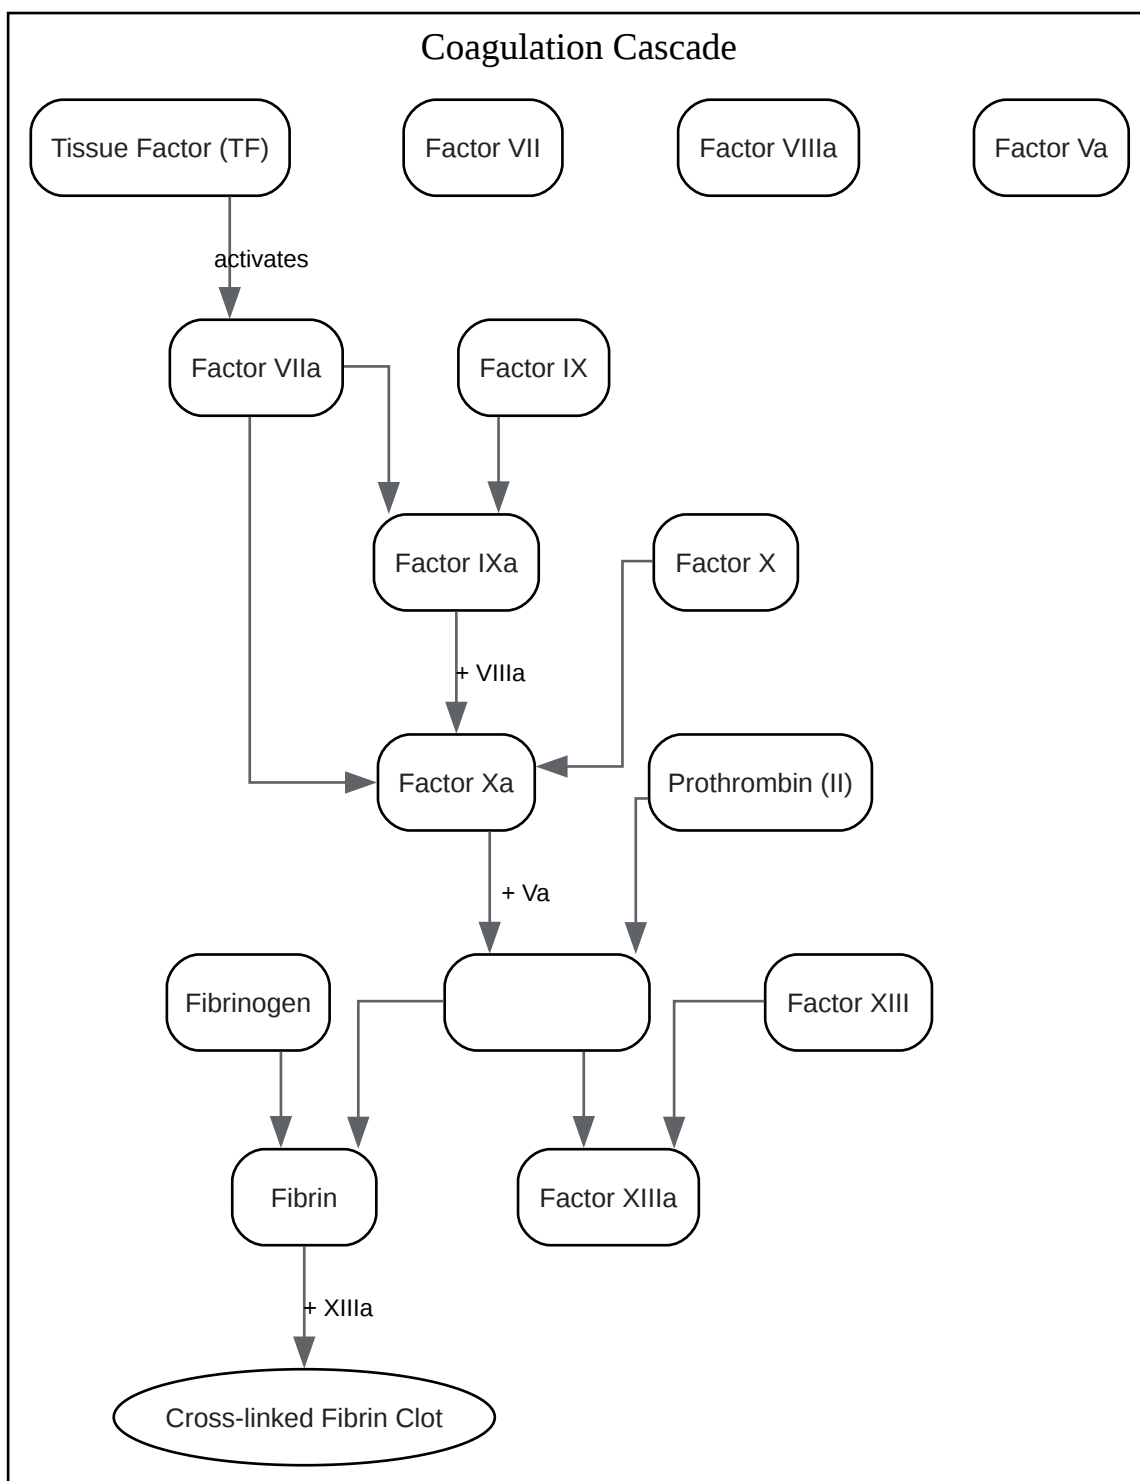 Coagulation Cascade
Tissue Factor (TF)
Factor VII
Factor VIIIa
Factor Va
activates
Factor VIIa
Factor IX
Factor IXa
Factor X
+ VIIIa
Factor Xa
Prothrombin (II)
+ Va
Fibrinogen
Factor XIII
Fibrin
Factor XIIIa
+ XIIIa
Cross-linked Fibrin Clot